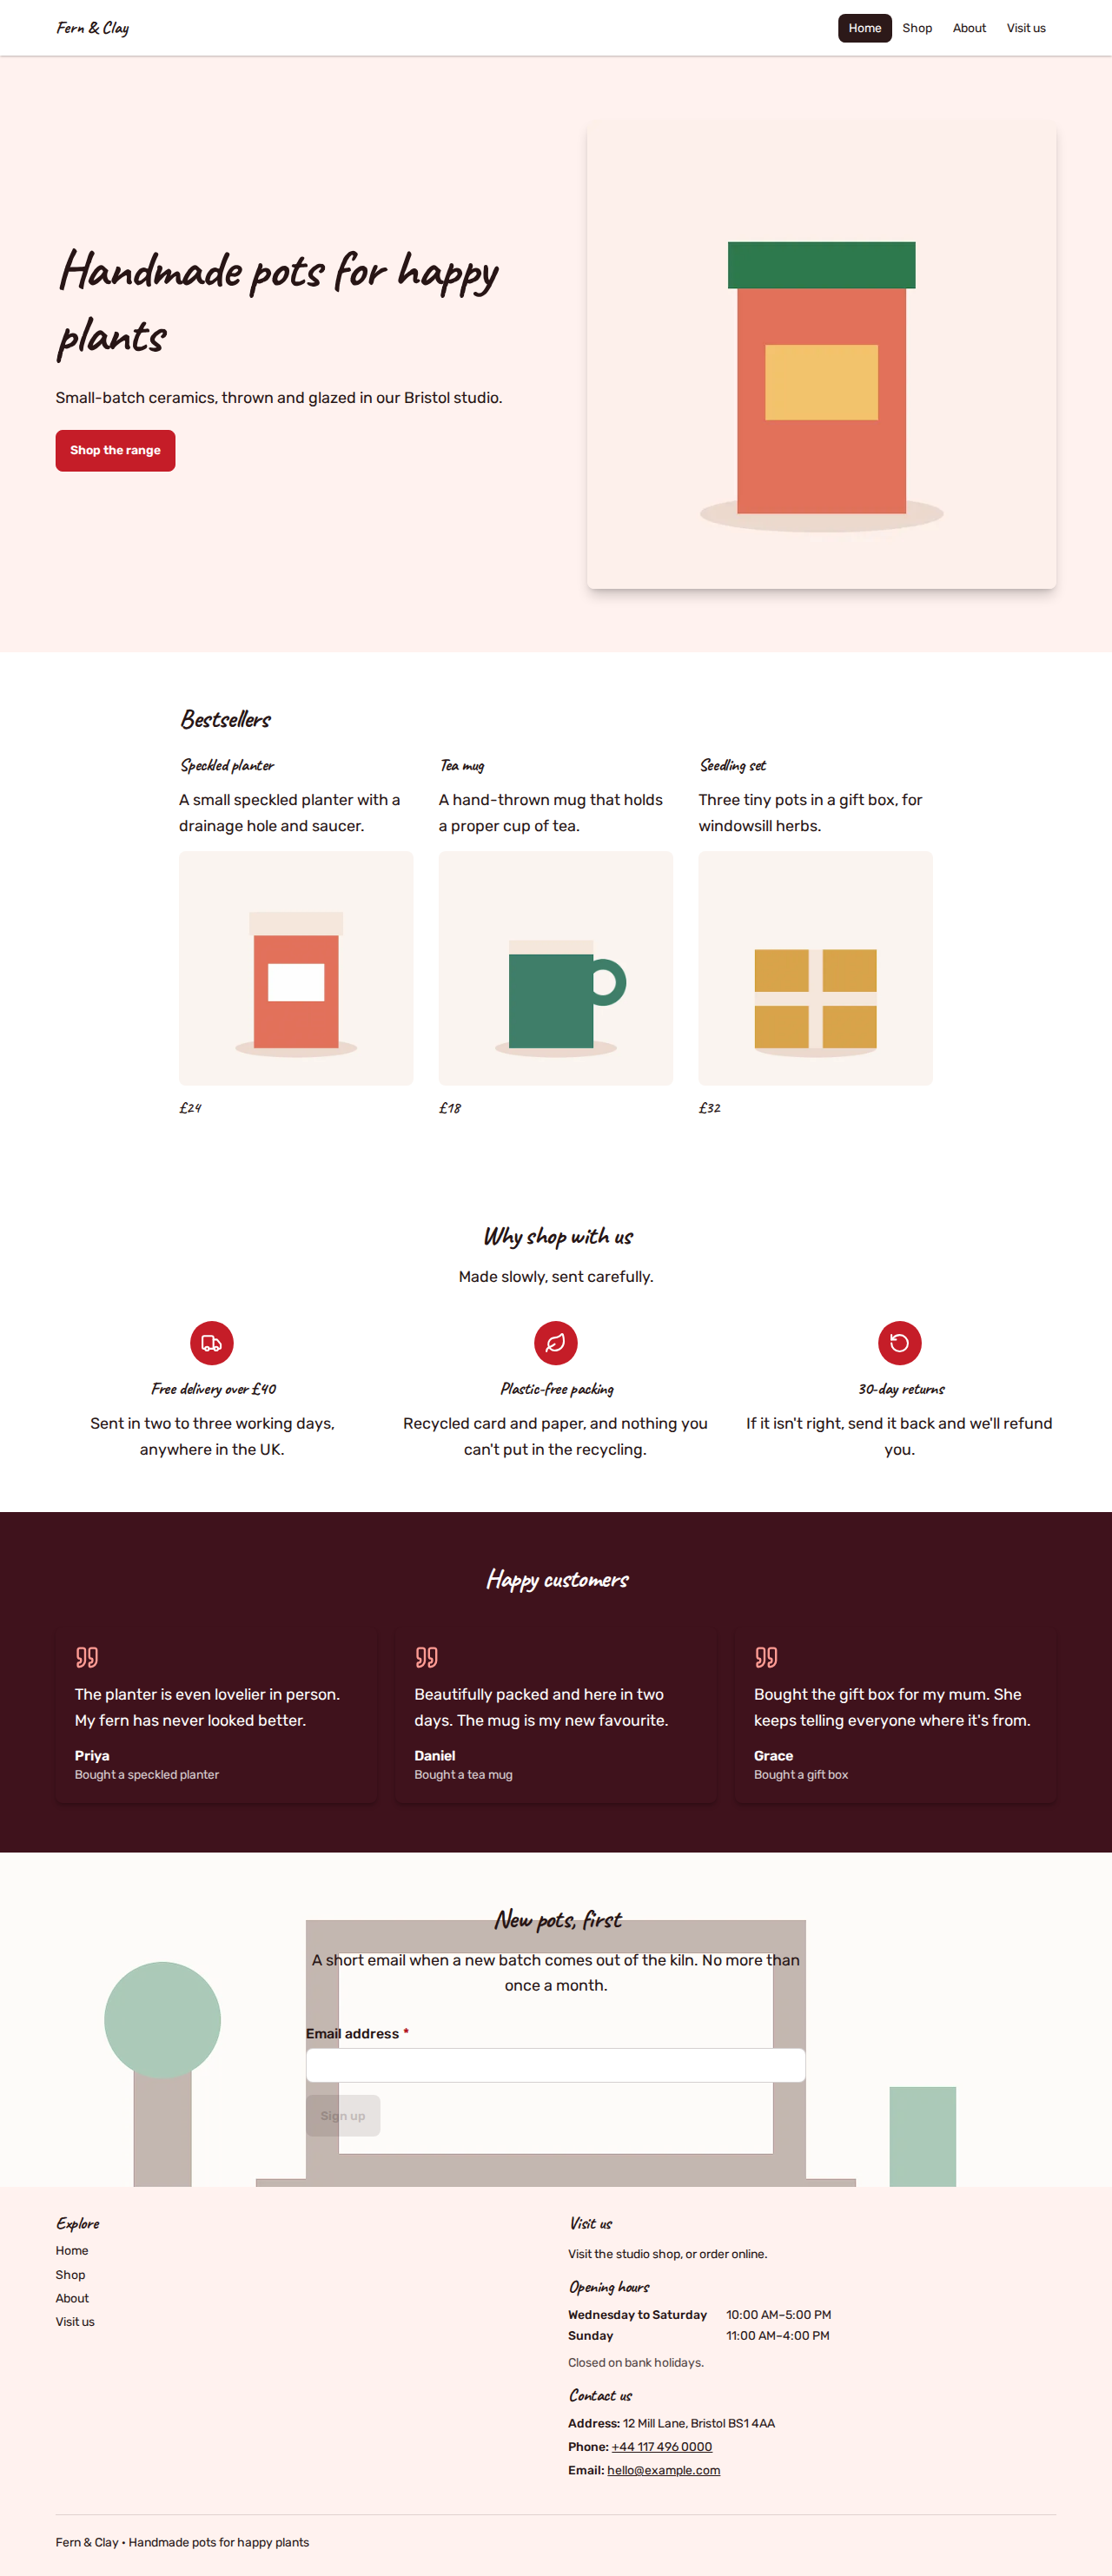 Fern & Clay
Home Shop About Visit us
Handmade pots for happy
plants
Small-batch ceramics, thrown and glazed in our Bristol studio.
Shop the range
Bestsellers
Speckled planter
A small speckled planter with a
drainage hole and saucer.
£24
Tea mug
A hand-thrown mug that holds
a proper cup of tea.
£18
Seedling set
Three tiny pots in a gift box, for
windowsill herbs.
£32
Why shop with us
Made slowly, sent carefully.
Free delivery over £40
Sent in two to three working days,
anywhere in the UK.
Plastic-free packing
Recycled card and paper, and nothing you
can't put in the recycling.
30-day returns
If it isn't right, send it back and we'll refund
you.
Happy customers
The planter is even lovelier in person.
My fern has never looked better.
Priya
Bought a speckled planter
Beautifully packed and here in two
days. The mug is my new favourite.
Daniel
Bought a tea mug
Bought the gift box for my mum. She
keeps telling everyone where it's from.
Grace
Bought a gift box
New pots, first
A short email when a new batch comes out of the kiln. No more than
once a month.
Email address *
Sign up
Explore
Home
Shop
About
Visit us
Visit us
Visit the studio shop, or order online.
Opening hours
Wednesday to Saturday 10:00 AM–5:00 PM
Sunday 11:00 AM–4:00 PM
Closed on bank holidays.
Contact us
Address: 12 Mill Lane, Bristol BS1 4AA
Phone: +44 117 496 0000
Email: hello@example.com
Fern & Clay • Handmade pots for happy plants